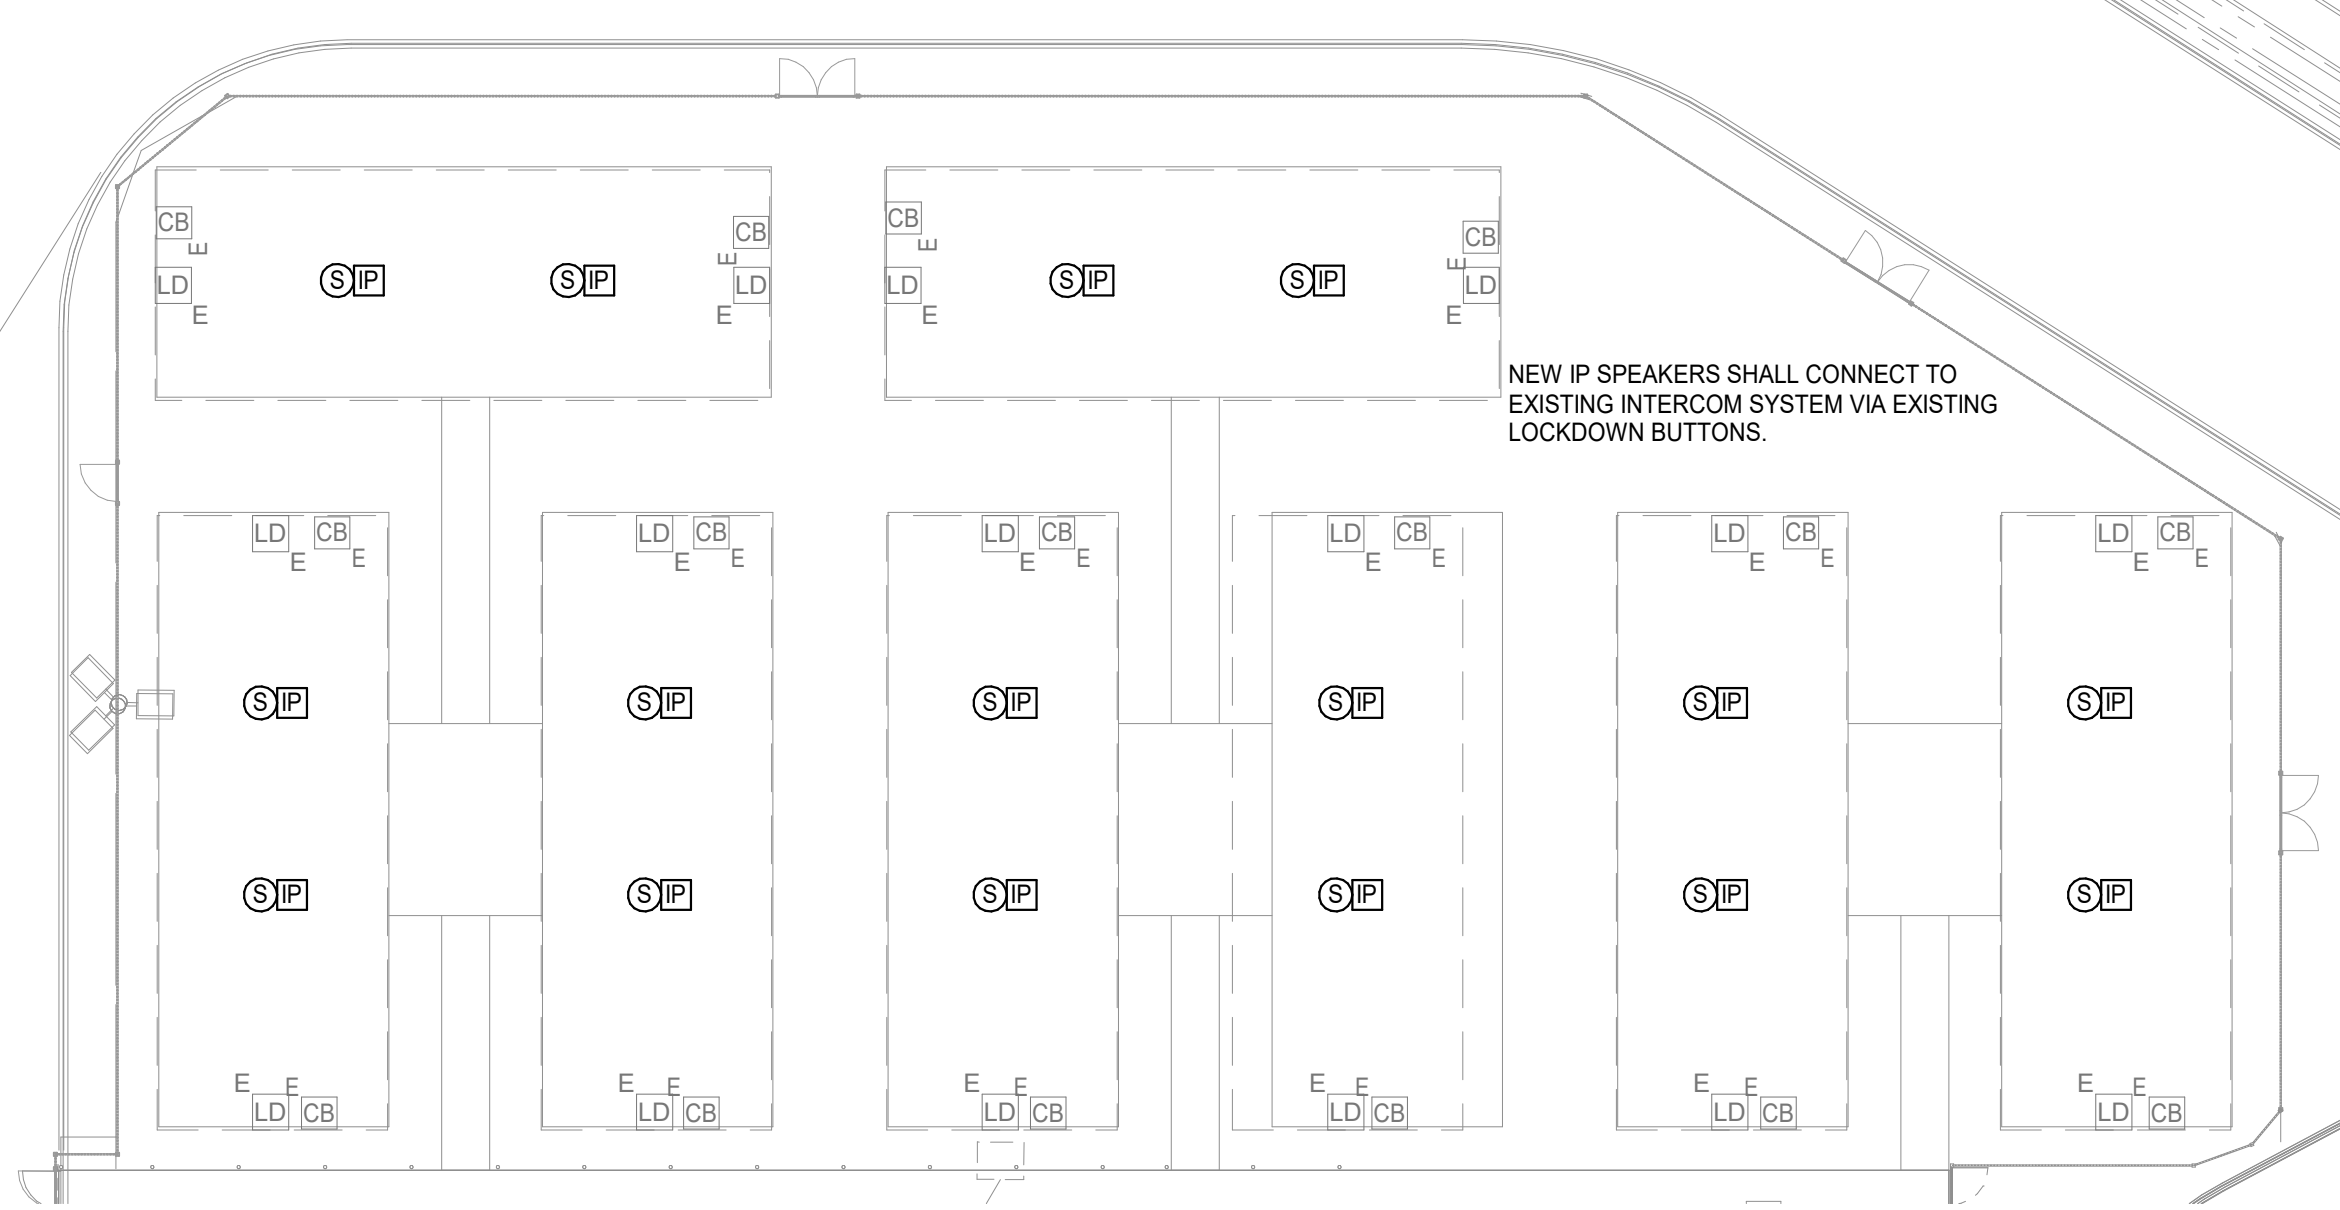 CB
CB
CB
CB
E
E
E
E
S IP
S IP
S IP
S IP
LD
LD
LD
LD
E
E
E
E
NEW IP SPEAKERS SHALL CONNECT TO
EXISTING INTERCOM SYSTEM VIA EXISTING
LOCKDOWN BUTTONS.
LD CB
LD CB
LD CB
LD CB
LD CB
LD CB
E E
E E
E E
E E
E E
E E
S IP
S IP
S IP
S IP
S IP
S IP
S IP
S IP
S IP
S IP
S IP
S IP
E E
E E
E E
E E
E E
E E
LD CB
LD CB
LD CB
LD CB
LD CB
LD CB